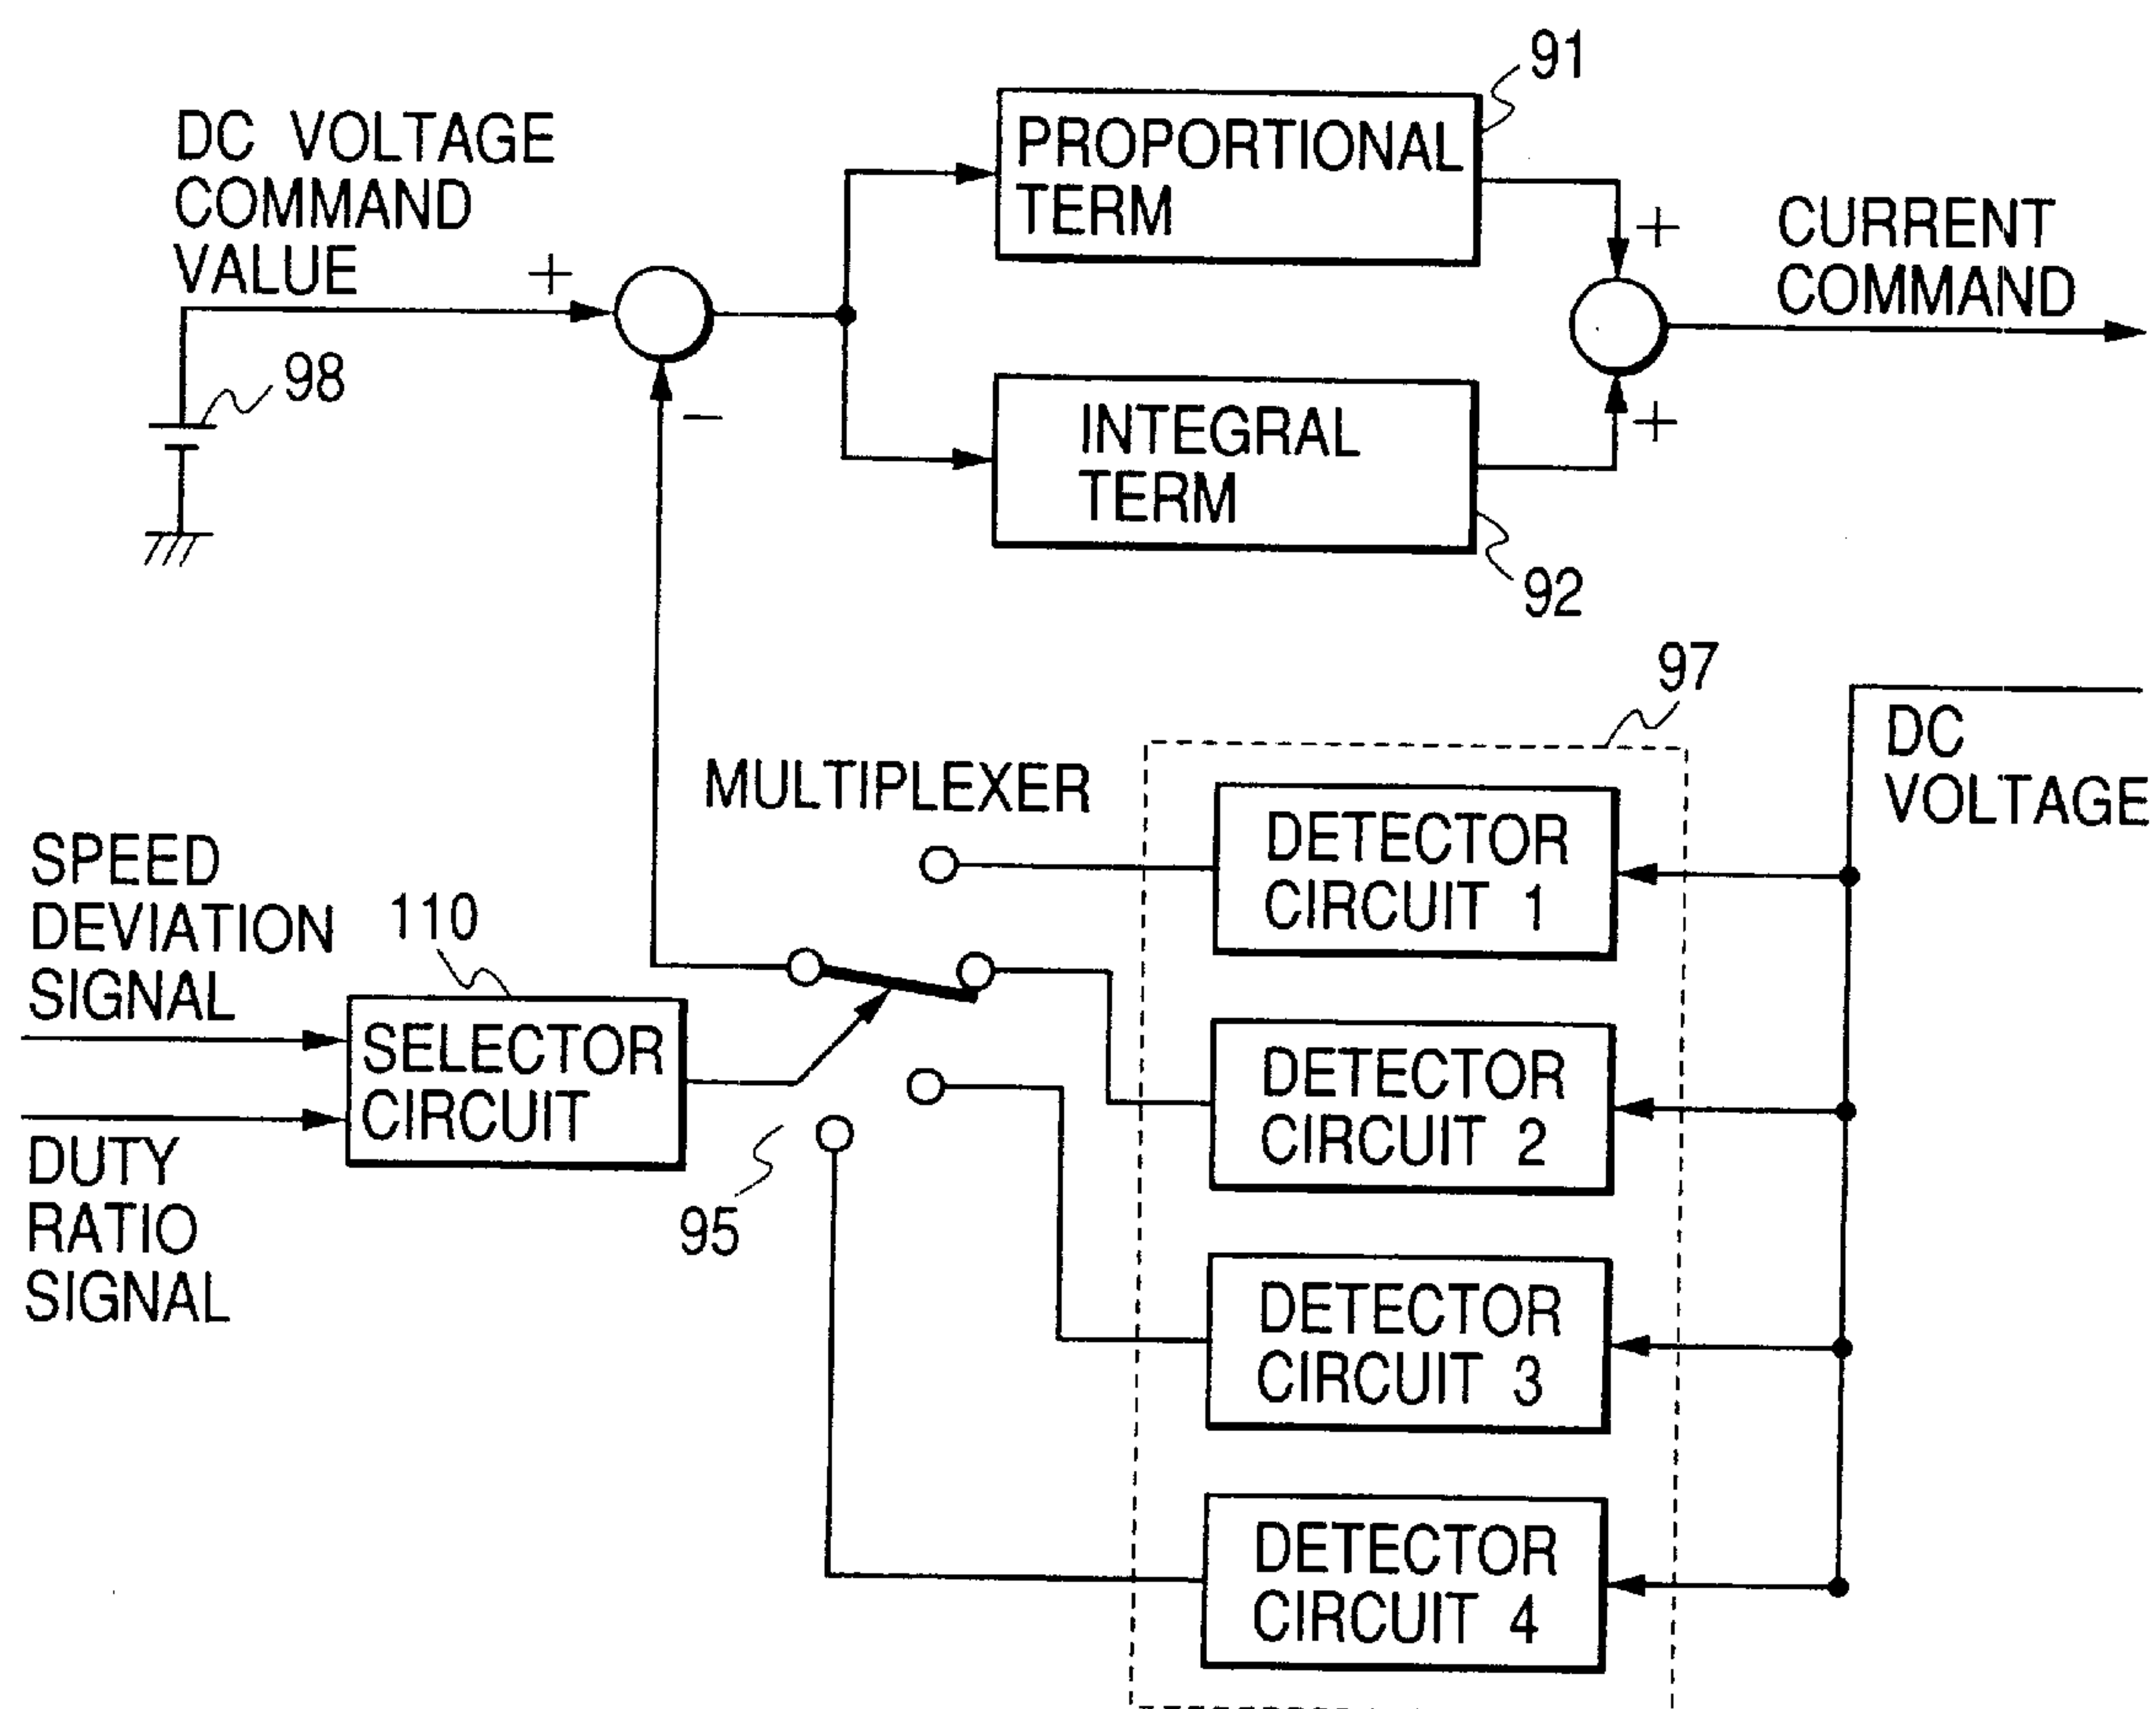 91
DC VOLTAGE
COMMAND
VALUE
+
PROPORTIONAL
TERM
+
CURRENT
COMMAND
98
−
INTEGRAL
TERM
+
92
97
DC
VOLTAGE
MULTIPLEXER
DETECTOR
CIRCUIT 1
SPEED
DEVIATION
SIGNAL
110
SELECTOR
CIRCUIT
DETECTOR
CIRCUIT 2
DUTY
RATIO
SIGNAL
95
DETECTOR
CIRCUIT 3
DETECTOR
CIRCUIT 4